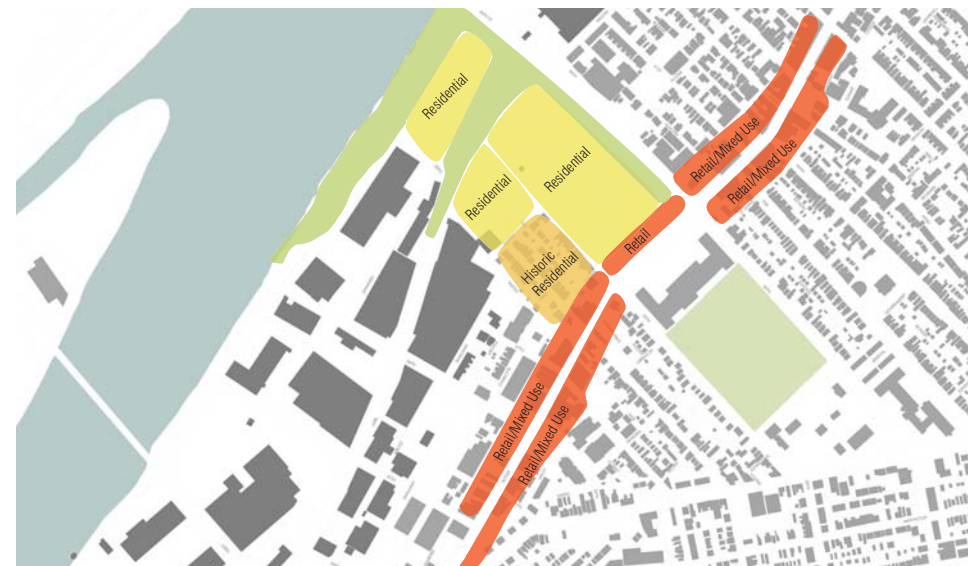 Residential
Retail/Mixed Use
Residential
Retail/Mixed Use
Residential
Retail
Historic
Residential
Retail/Mixed Use
Retail/Mixed Use